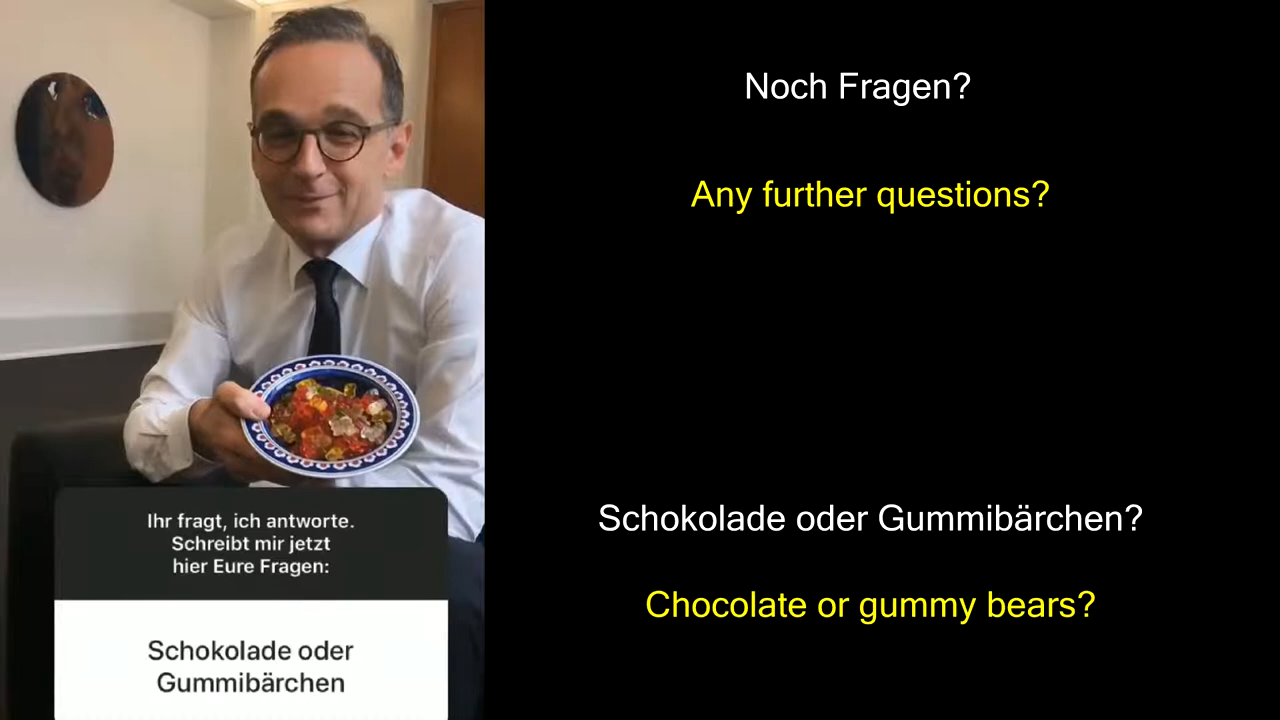 Ihr fragt, ich antworte.
Schreibt mir jetzt
hier Eure Fragen:
Schokolade oder
Gummibärchen
Noch Fragen?
Any further questions?
Schokolade oder Gummibärchen?
Chocolate or gummy bears?